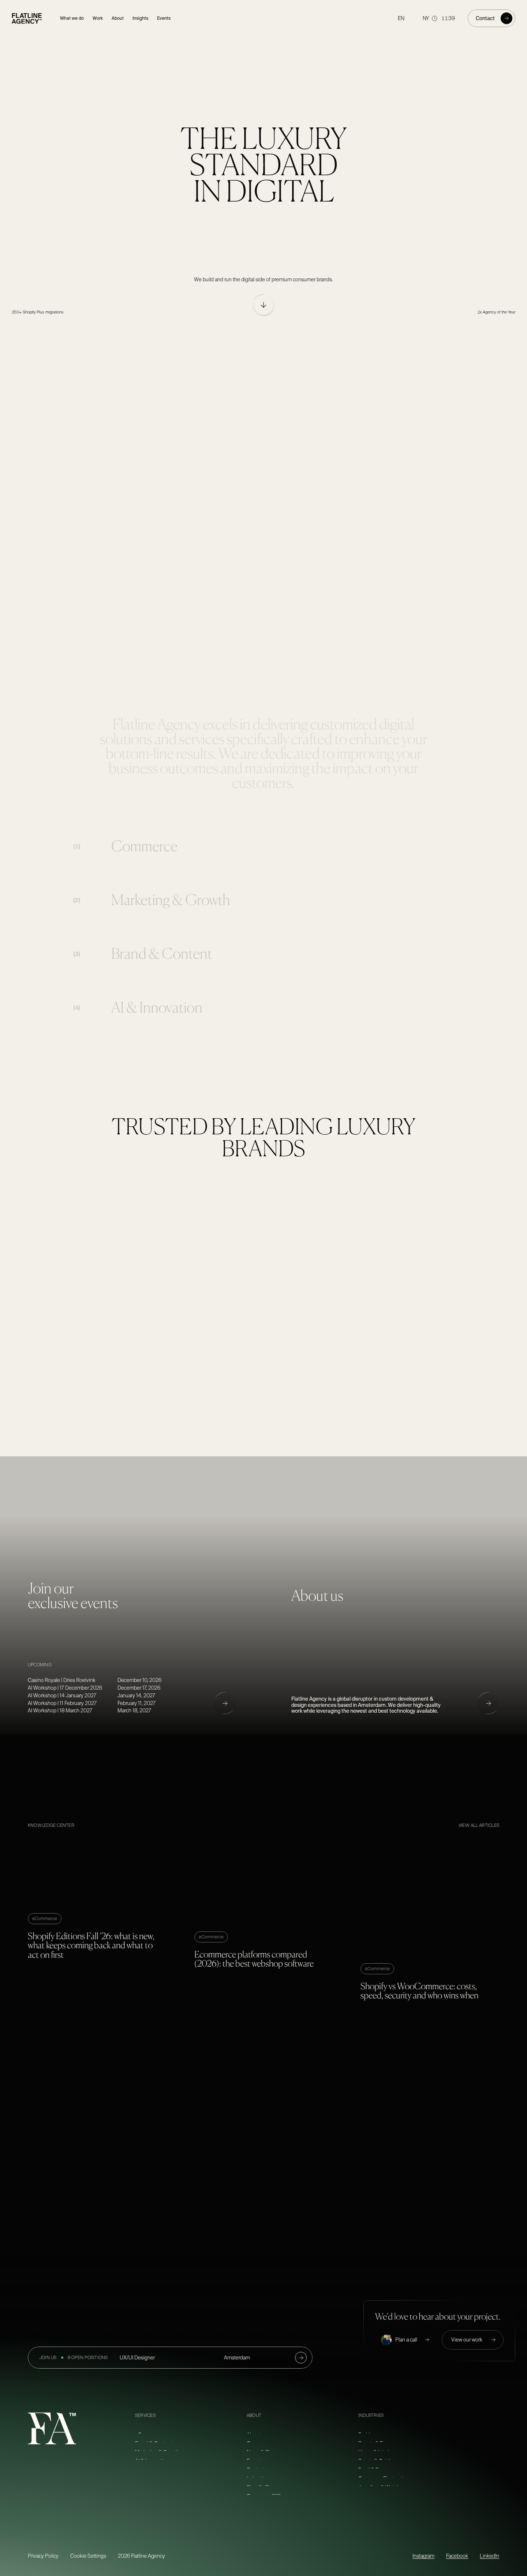 FLATLINE
AGENCY
What we do
Work
About
Insights
Events
EN
NY 11:39
Contact
THE LUXURY
STANDARD
IN DIGITAL
We build and run the digital side of premium consumer brands.
350+ Shopify Plus migrations
2x Agency of the Year
Flatline Agency excels in delivering customized digital
solutions and services specifically crafted to enhance your
bottom-line results. We are dedicated to improving your
business outcomes and maximizing the impact on your
customers.
Commerce
Marketing & Growth
Brand & Content
AI & Innovation
TRUSTED BY LEADING LUXURY
BRANDS
Join our
exclusive events
UPCOMING
Casino Royale | Dries Roelvink December 10, 2026
AI Workshop | 17 December 2026 December 17, 2026
AI Workshop | 14 January 2027 January 14, 2027
AI Workshop | 11 February 2027 February 11, 2027
AI Workshop | 18 March 2027 March 18, 2027
About us
Flatline Agency is a global disruptor in custom development &
design experiences based in Amsterdam. We deliver high-quality
work while leveraging the newest and best technology available.
KNOWLEDGE CENTER
VIEW ALL ARTICLES
eCommerce
Shopify Editions Fall '26: what is new,
what keeps coming back and what to
act on first
eCommerce
Ecommerce platforms compared
(2026): the best webshop software
eCommerce
Shopify vs WooCommerce: costs,
speed, security and who wins when
We'd love to hear about your project.
Plan a call
View our work
JOIN US
8 OPEN POSITIONS
UX/UI Designer
Amsterdam
FA™
SERVICES
ABOUT
INDUSTRIES
Privacy Policy
Cookie Settings
2026 Flatline Agency
Instagram
Facebook
LinkedIn